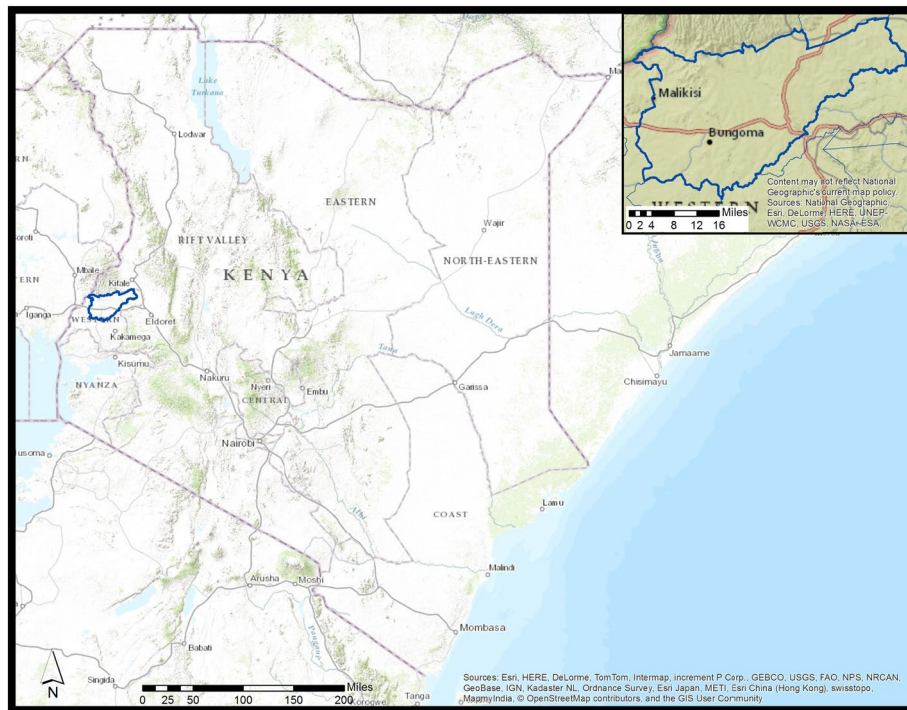 Lake
Turkana
Lodwar
EASTERN
Wajir
RIFT VALLEY
NORTH-EASTERN
KENYA
Mbale
Kitale
Iganga
WESTERN
Eldoret
Kakamega
Kisumu
NYANZA
Nakuru
Nyeri
Embu
CENTRAL
Nairobi
Tana
Lagh Dera
Garissa
Jamaame
Chisimayu
Lamu
COAST
Malindi
Arusha
Moshi
Mombasa
Babati
Singida
Tanga
N
0 25 50 100 150 200 Miles
Malikisi
Bungoma
WESTERN
0 2 4 8 12 16 Miles
Content may not reflect National
Geographic's current map policy.
Sources: National Geographic,
Esri, DeLorme, HERE, UNEP-
WCMC, USGS, NASA, ESA,
Sources: Esri, HERE, DeLorme, TomTom, Intermap, increment P Corp., GEBCO, USGS, FAO, NPS, NRCAN,
GeoBase, IGN, Kadaster NL, Ordnance Survey, Esri Japan, METI, Esri China (Hong Kong), swisstopo,
MapmyIndia, © OpenStreetMap contributors, and the GIS User Community